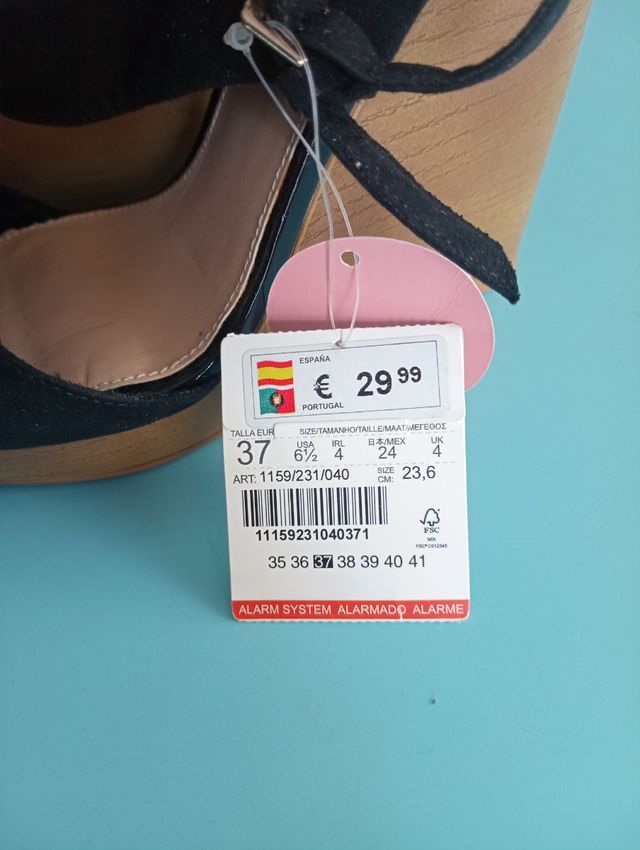 ESPAÑA
€ 29 99
PORTUGAL
TALLA EUR SIZE/TAMANHO/TAILLE/MAAT/ΜΕΓΕΘΟΣ
37 USA 6½ IRL 4 日本/MEX 24 UK 4
ART: 1159/231/040 SIZE CM: 23,6
11159231040371
FSC
MIX
FSC® C012345
35 36 37 38 39 40 41
ALARM SYSTEM ALARMADO ALARME